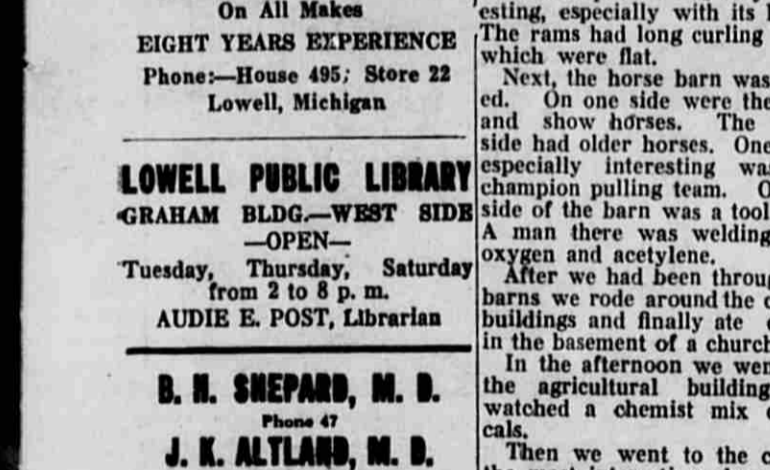 On All Makes
EIGHT YEARS EXPERIENCE
Phone:—House 495; Store 22
Lowell, Michigan
LOWELL PUBLIC LIBRARY
GRAHAM BLDG.—WEST SIDE
—OPEN—
Tuesday, Thursday, Saturday
from 2 to 8 p. m.
AUDIE E. POST, Librarian
B. H. SHEPARD, M. D.
Phone 47
J. K. ALTLAND, M. D.
esting, especially with its
The rams had long curling
which were flat.
Next, the horse barn was
ed. On one side were the
and show horses. The
side had older horses. One
especially interesting was
champion pulling team. O
side of the barn was a tool
A man there was welding
oxygen and acetylene.
After we had been throug
barns we rode around the
buildings and finally ate
in the basement of a church
In the afternoon we wen
the agricultural building
watched a chemist mix
cals.
Then we went to the